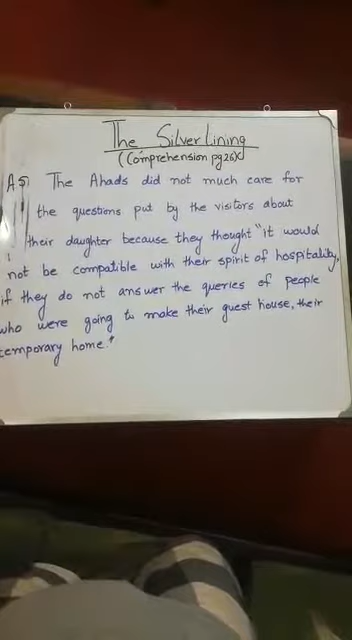 The Silver Lining
(Comprehension pg26)
A.5) The Ahads did not much care for
the questions put by the visitors about
their daughter because they thought "it would
not be compatible with their spirit of hospitality,
if they do not answer the queries of people
who were going to make their guest house, their
temporary home."